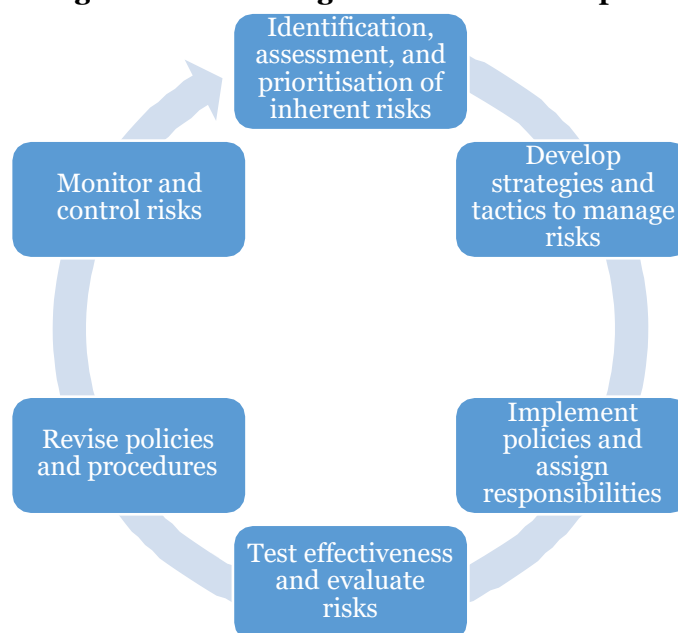 Identification,
assessment, and
prioritisation of
inherent risks
Develop
strategies and
tactics to manage
risks
Implement
policies and
assign
responsibilities
Test effectiveness
and evaluate
risks
Revise policies
and procedures
Monitor and
control risks